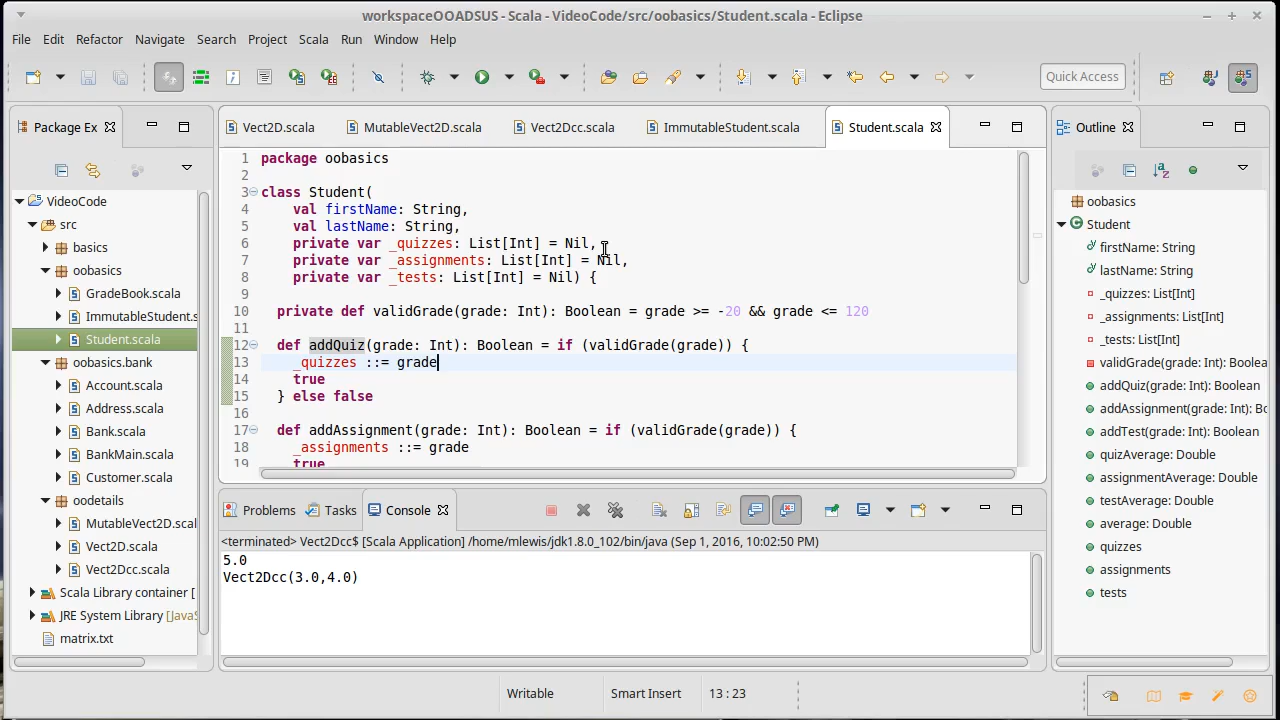 workspaceOOADSUS - Scala - VideoCode/src/oobasics/Student.scala - Eclipse
File Edit Refactor Navigate Search Project Scala Run Window Help
Quick Access
Package Ex
VideoCode
src
basics
oobasics
GradeBook.scala
ImmutableStudent.s
Student.scala
oobasics.bank
Account.scala
Address.scala
Bank.scala
BankMain.scala
Customer.scala
oodetails
MutableVect2D.scal
Vect2D.scala
Vect2Dcc.scala
Scala Library container [
JRE System Library [JavaS
matrix.txt
Vect2D.scala MutableVect2D.scala Vect2Dcc.scala ImmutableStudent.scala Student.scala
1 package oobasics
2
3 class Student(
4 val firstName: String,
5 val lastName: String,
6 private var _quizzes: List[Int] = Nil,
7 private var _assignments: List[Int] = Nil,
8 private var _tests: List[Int] = Nil) {
9
10 private def validGrade(grade: Int): Boolean = grade >= -20 && grade <= 120
11
12 def addQuiz(grade: Int): Boolean = if (validGrade(grade)) {
13 _quizzes ::= grade
14 true
15 } else false
16
17 def addAssignment(grade: Int): Boolean = if (validGrade(grade)) {
18 _assignments ::= grade
19 true
Problems Tasks Console
<terminated> Vect2Dcc$ [Scala Application] /home/mlewis/jdk1.8.0_102/bin/java (Sep 1, 2016, 10:02:50 PM)
5.0
Vect2Dcc(3.0,4.0)
Outline
oobasics
Student
firstName: String
lastName: String
_quizzes: List[Int]
_assignments: List[Int]
_tests: List[Int]
validGrade(grade: Int): Boolea
addQuiz(grade: Int): Boolean
addAssignment(grade: Int): Bo
addTest(grade: Int): Boolean
quizAverage: Double
assignmentAverage: Double
testAverage: Double
average: Double
quizzes
assignments
tests
Writable Smart Insert 13 : 23